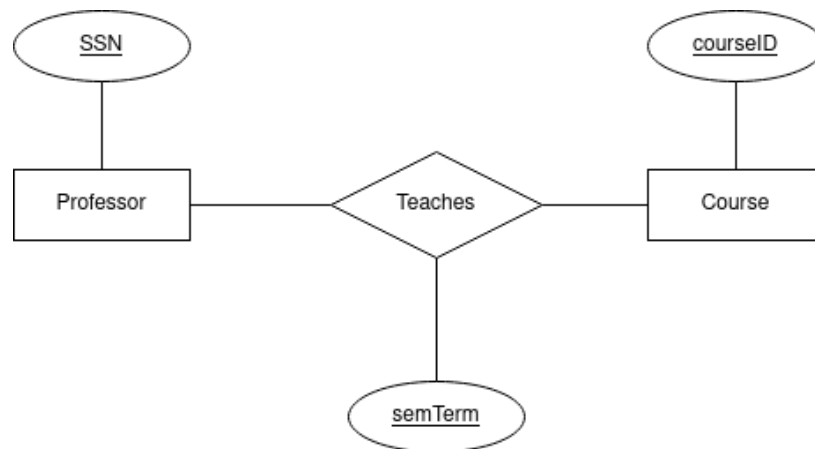 SSN
courseID
Professor
Teaches
Course
semTerm